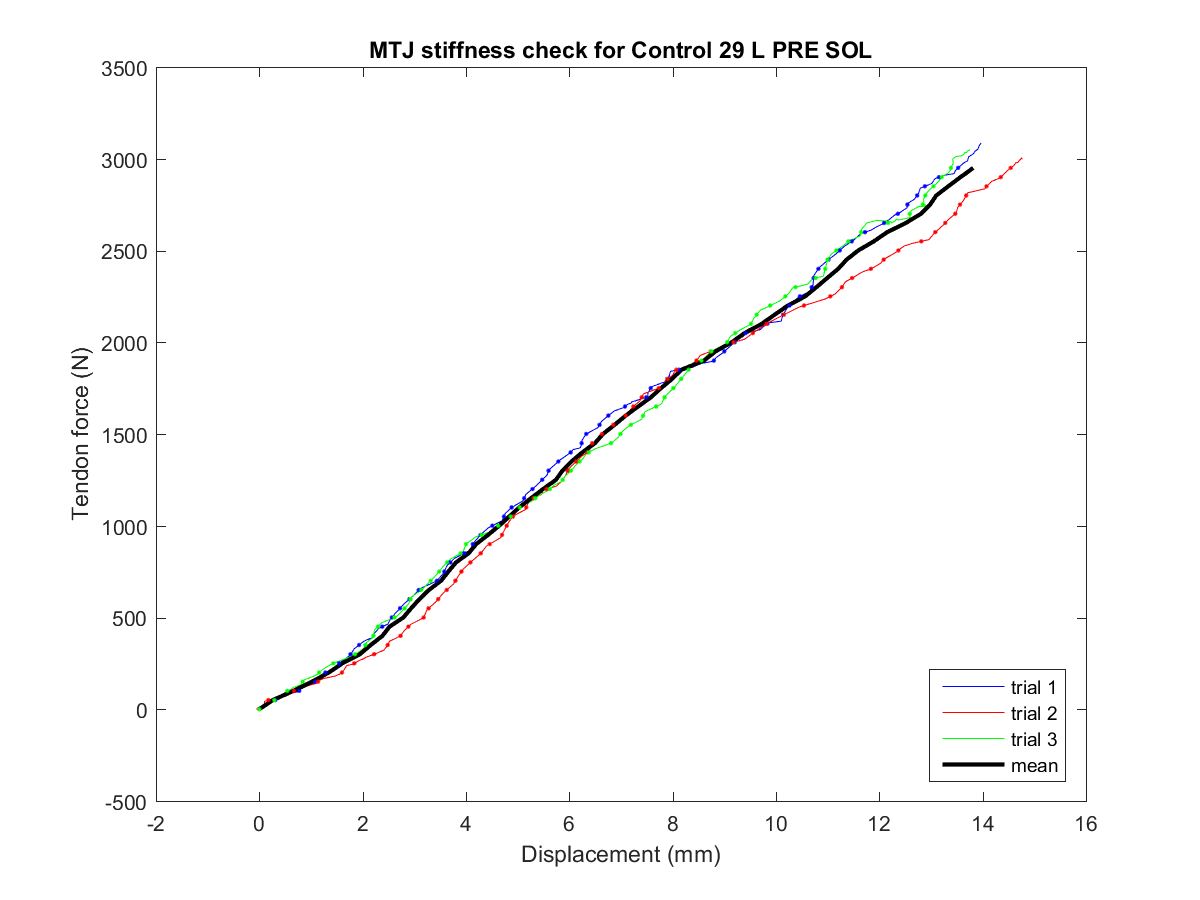 MTJ stiffness check for Control 29 L PRE SOL
3500
3000
2500
2000
1500
1000
500
0
-500
-2
0
2
4
6
8
10
12
14
16
Tendon force (N)
Displacement (mm)
trial 1
trial 2
trial 3
mean